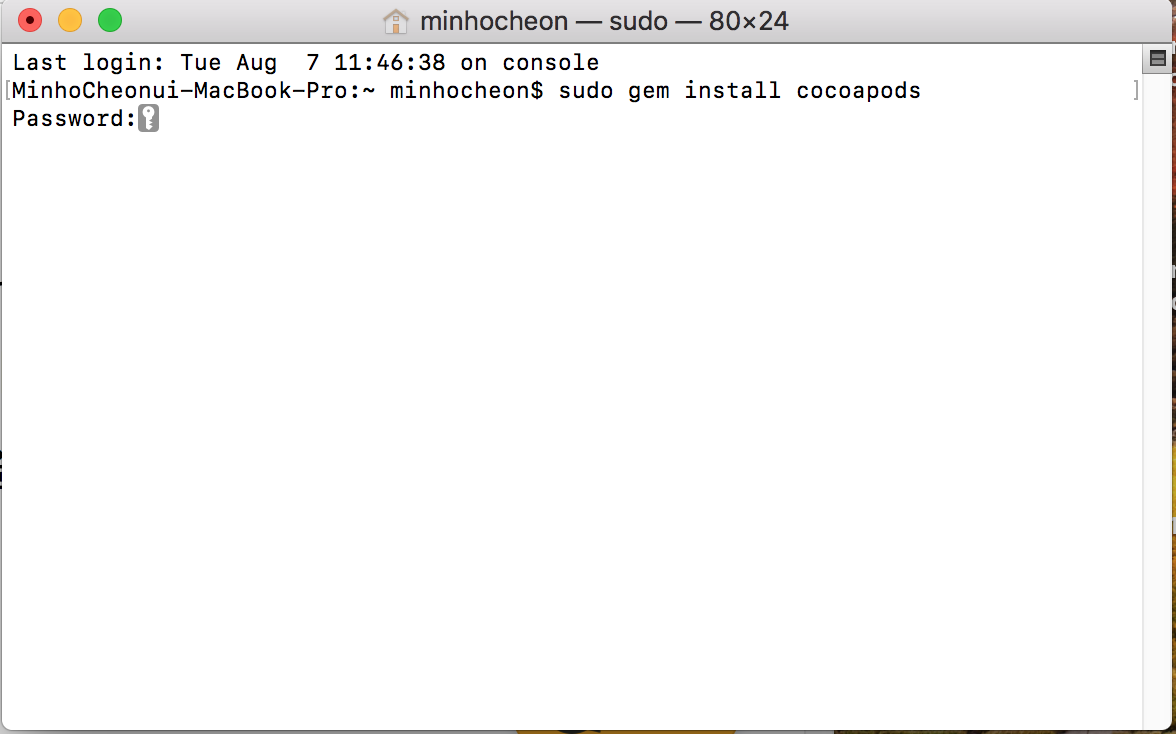 minhocheon — sudo — 80×24
Last login: Tue Aug  7 11:46:38 on console
[MinhoCheonui-MacBook-Pro:~ minhocheon$ sudo gem install cocoapods ]
Password: